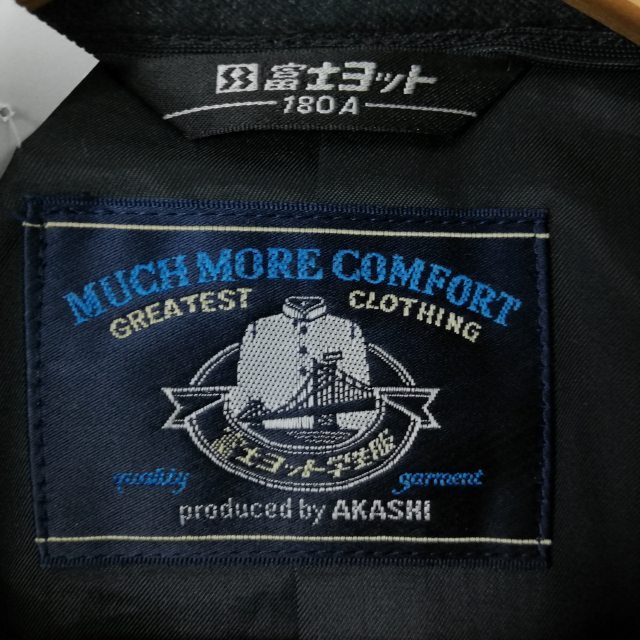 富士ヨット
180A
MUCH MORE COMFORT
GREATEST CLOTHING
富士ヨット学生服
quality garment
produced by AKASHI